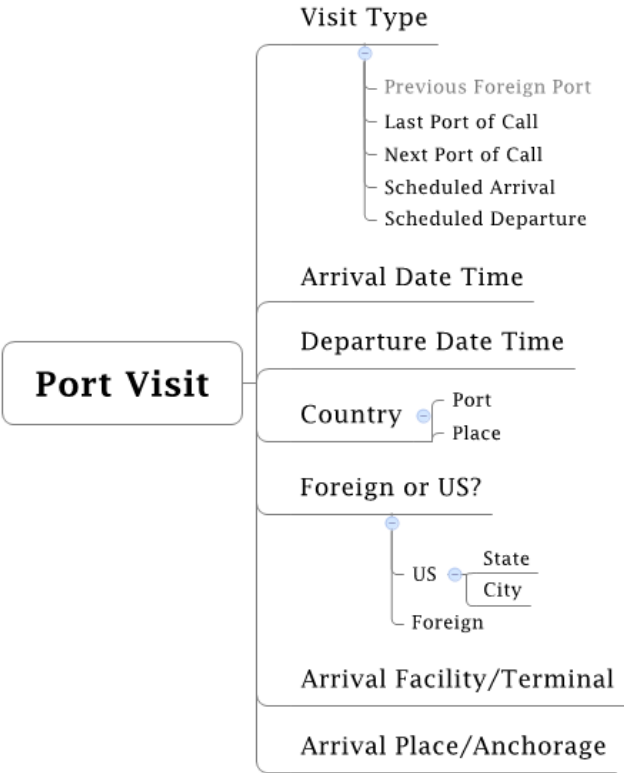 Port Visit
Visit Type
Previous Foreign Port
Last Port of Call
Next Port of Call
Scheduled Arrival
Scheduled Departure
Arrival Date Time
Departure Date Time
Country
Port
Place
Foreign or US?
US
State
City
Foreign
Arrival Facility/Terminal
Arrival Place/Anchorage